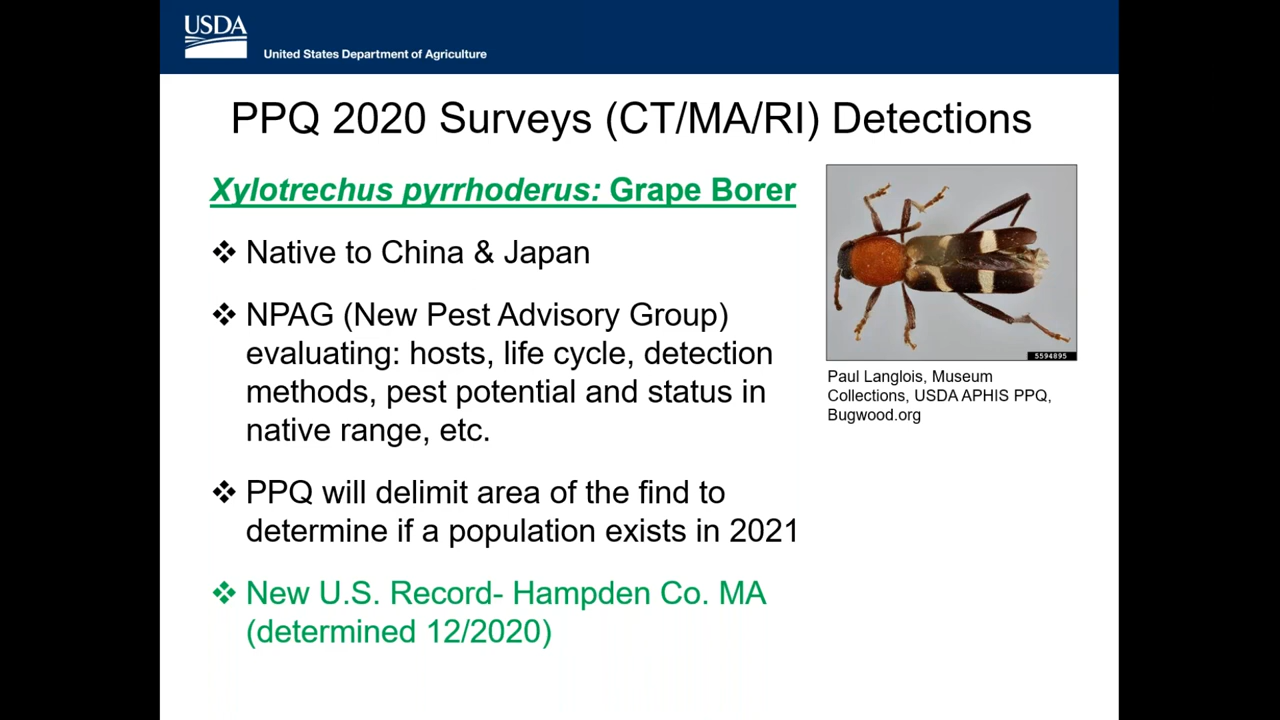 USDA
United States Department of Agriculture
PPQ 2020 Surveys (CT/MA/RI) Detections
Xylotrechus pyrrhoderus: Grape Borer
❖ Native to China & Japan
❖ NPAG (New Pest Advisory Group)
evaluating: hosts, life cycle, detection
methods, pest potential and status in
native range, etc.
❖ PPQ will delimit area of the find to
determine if a population exists in 2021
❖ New U.S. Record- Hampden Co. MA
(determined 12/2020)
5594895
Paul Langlois, Museum
Collections, USDA APHIS PPQ,
Bugwood.org